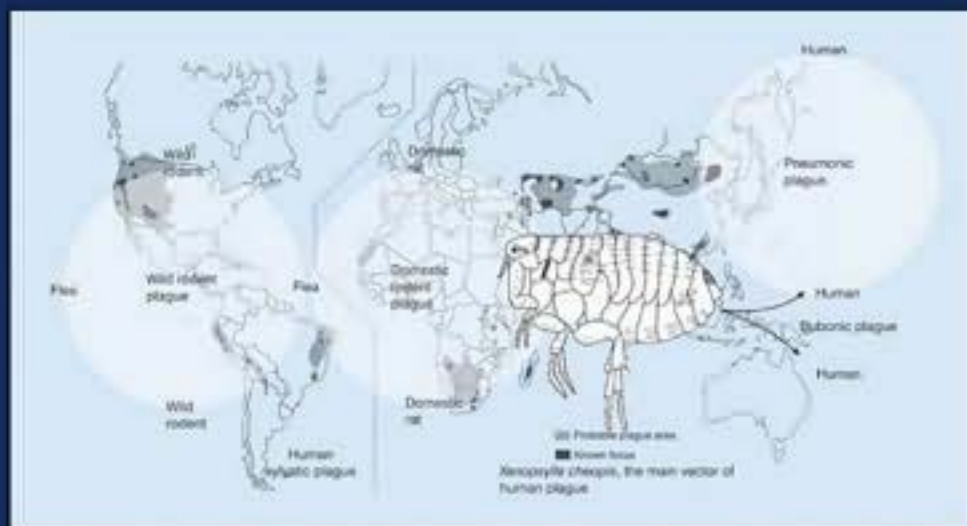 Human
Wild
rodent
Domestic
rat
Pneumonic
plague
Flea
Wild rodent
plague
Flea
Domestic
rodent
plague
Human
Bubonic plague
Human
Wild
rodent
Domestic
rat
Human
sylvatic plague
Probable plague area
Known focus
Xenopsylla cheopis, the main vector of
human plague